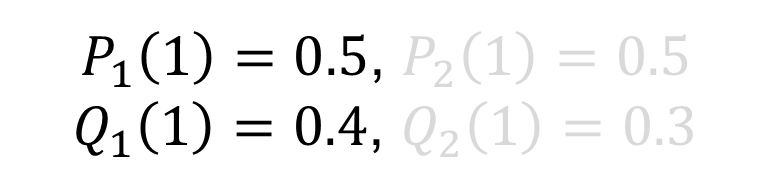 P₁(1) = 0.5, P₂(1) = 0.5
Q₁(1) = 0.4, Q₂(1) = 0.3